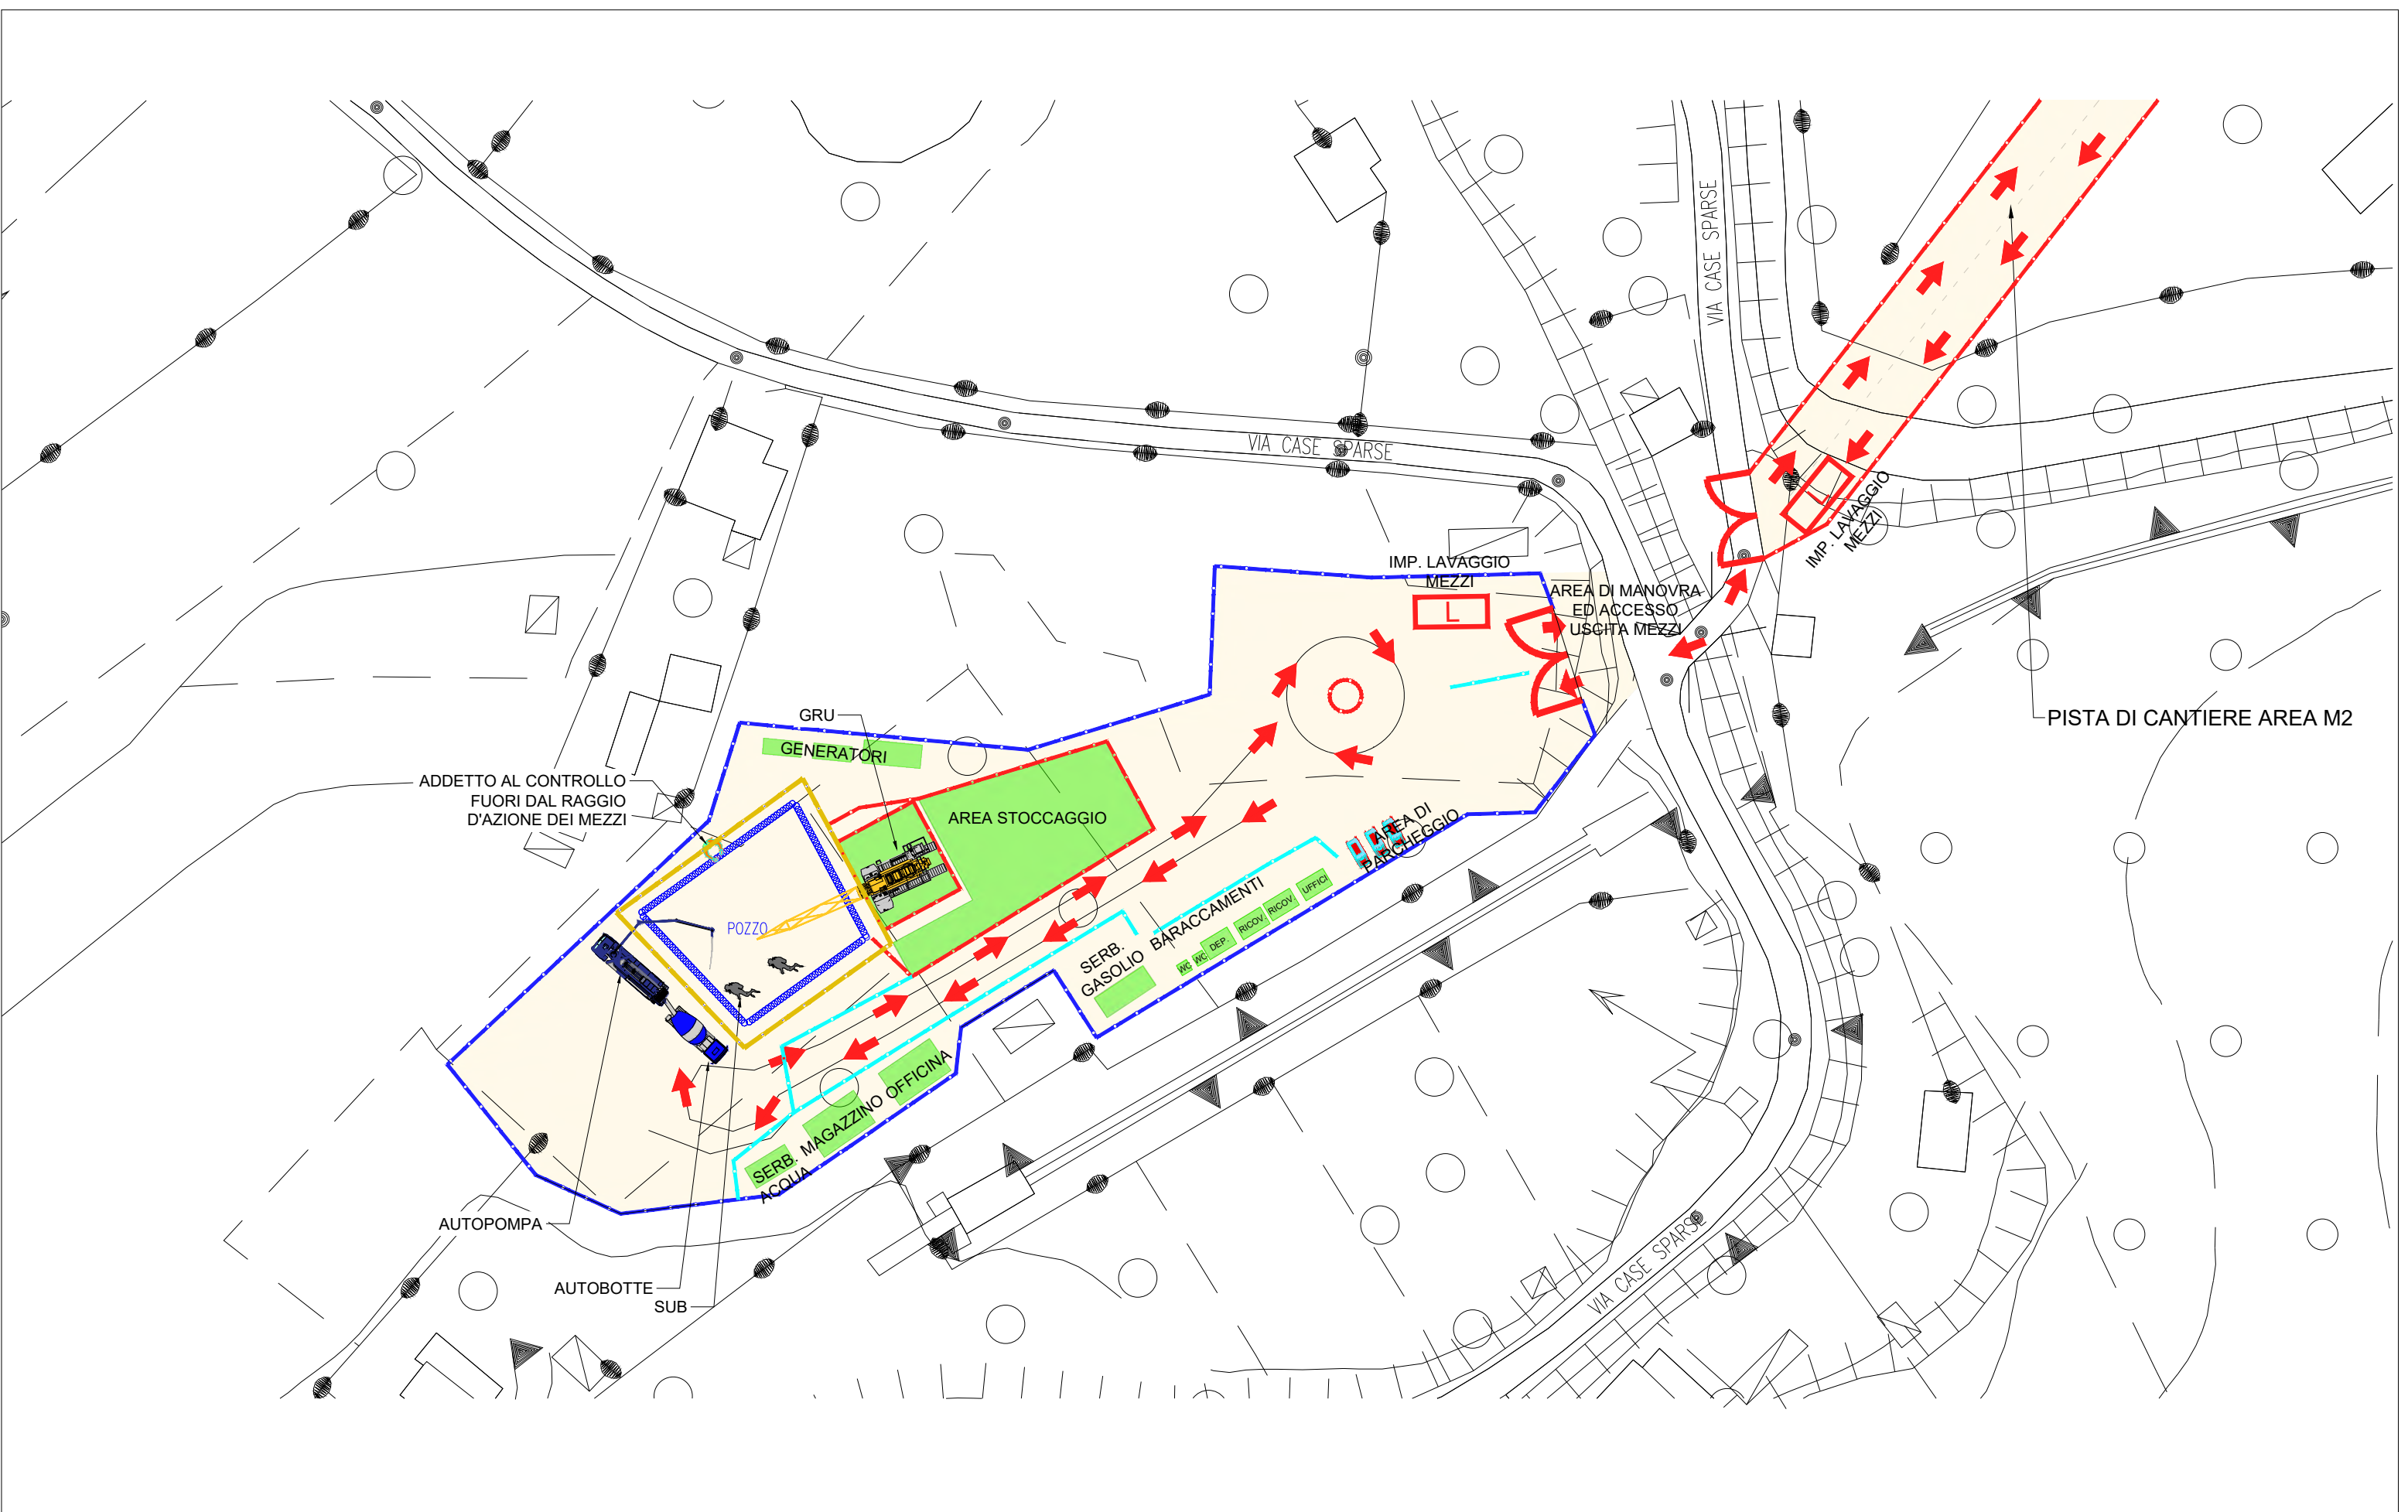 VIA CASE SPARSE
VIA CASE SPARSE
IMP. LAVAGGIO
MEZZI
L
IMP. LAVAGGIO
MEZZI
L
AREA DI MANOVRA
ED ACCESSO
USCITA MEZZI
PISTA DI CANTIERE AREA M2
GRU
GENERATORI
ADDETTO AL CONTROLLO
FUORI DAL RAGGIO
D'AZIONE DEI MEZZI
AREA STOCCAGGIO
AREA DI
PARCHEGGIO
POZZO
BARACCAMENTI
UFFICI
RICOV.
RICOV.
DEP.
WC
WC
SERB.
GASOLIO
OFFICINA
MAGAZZINO
SERB.
ACQUA
AUTOPOMPA
AUTOBOTTE
SUB
VIA CASE SPARSE